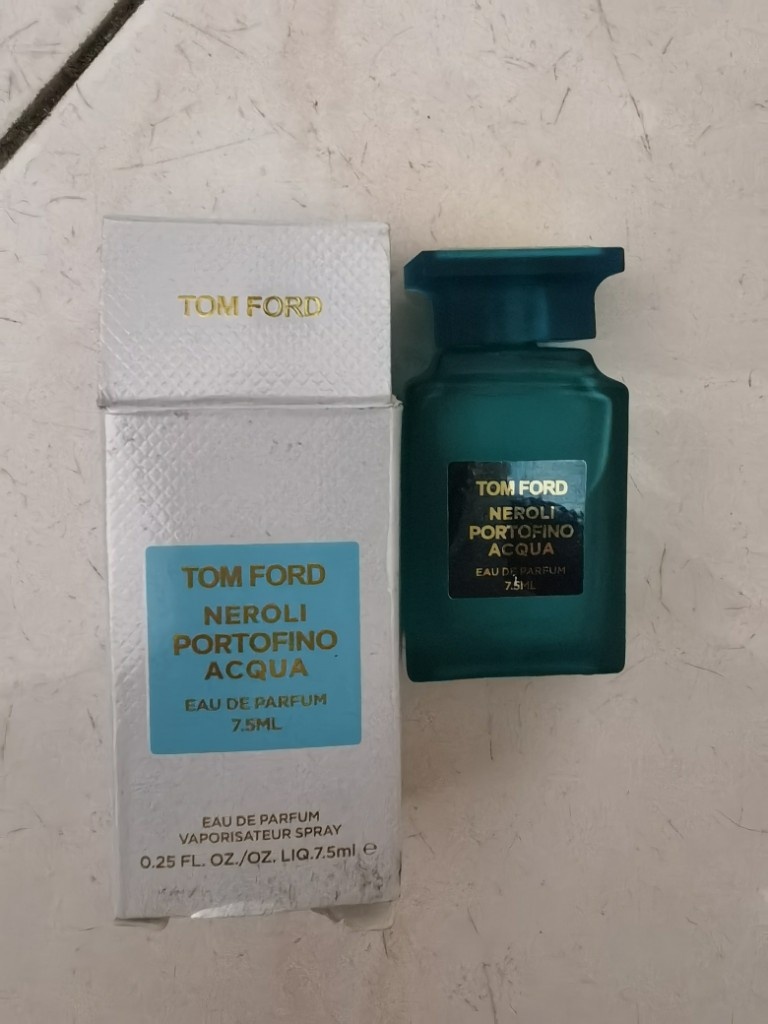 TOM FORD
TOM FORD
NEROLI
PORTOFINO
ACQUA
EAU DE PARFUM
7.5ML
EAU DE PARFUM
VAPORISATEUR SPRAY
0.25 FL. OZ./OZ. LIQ.7.5ml e
TOM FORD
NEROLI
PORTOFINO
ACQUA
EAU DE PARFUM
7.5ML